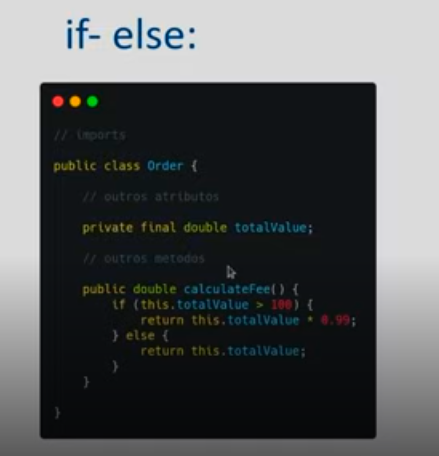 if- else:
// imports
public class Order {
// outros atributos
private final double totalValue;
// outros metodos
public double calculateFee() {
if (this.totalValue > 100) {
return this.totalValue * 0.99;
} else {
return this.totalValue;
}
}
}